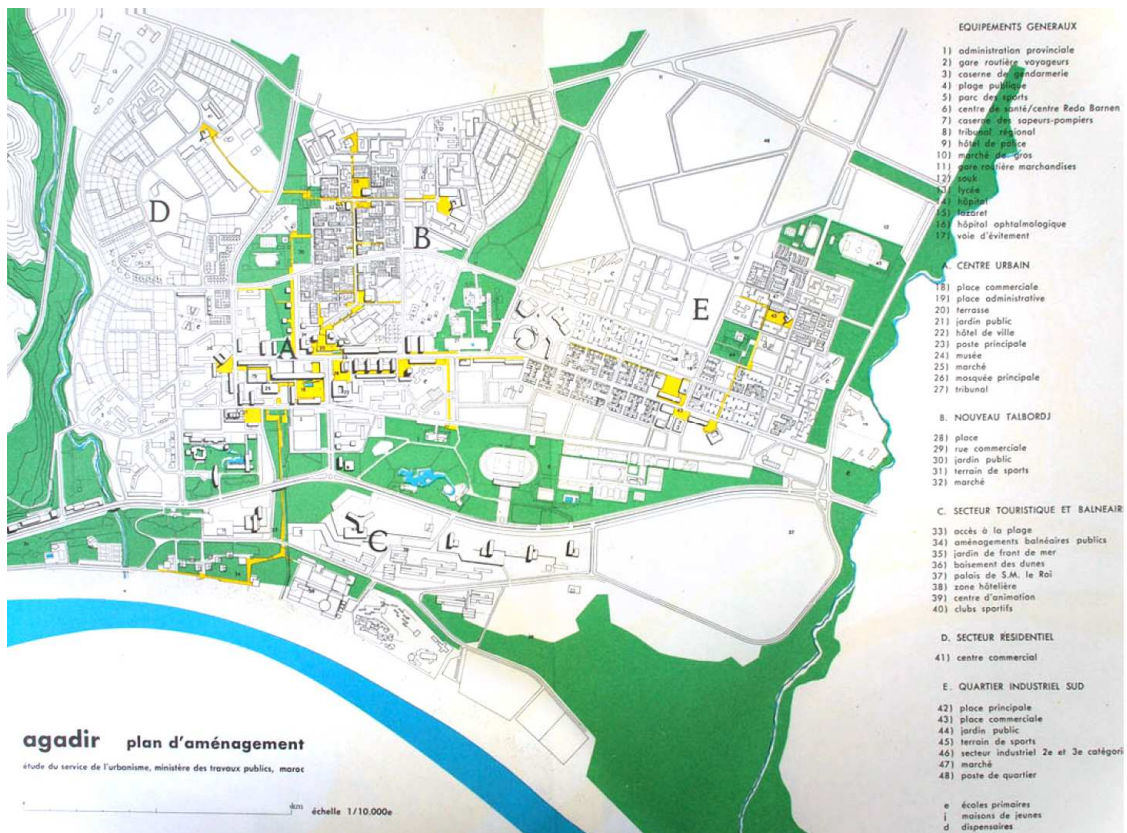 EQUIPEMENTS GENERAUX
1) administration provinciale
2) gare routière voyageurs
3) caserne de gendarmerie
4) plage publique
5) parc des sports
6) centre de santé/centre Reda Barnen
7) caserne des sapeurs-pompiers
8) tribunal régional
9) hôtel de police
10) marché de gros
11) gare routière marchandises
12) souk
13) lycée
14) hôpital
15) lazaret
16) hôpital ophtalmologique
17) voie d'évitement
A. CENTRE URBAIN
18) place commerciale
19) place administrative
20) terrasse
21) jardin public
22) hôtel de ville
23) poste principale
24) musée
25) marché
26) mosquée principale
27) tribunal
B. NOUVEAU TALBORDJ
28) place
29) rue commerciale
30) jardin public
31) terrain de sports
32) marché
C. SECTEUR TOURISTIQUE ET BALNEAIR
33) accès à la plage
34) aménagements balnéaires publics
35) jardin de front de mer
36) boisement des dunes
37) palais de S.M. le Roi
38) zone hôtelière
39) centre d'animation
40) clubs sportifs
D. SECTEUR RESIDENTIEL
41) centre commercial
E. QUARTIER INDUSTRIEL SUD
42) place principale
43) place commerciale
44) jardin public
45) terrain de sports
46) secteur industriel 2e et 3e catégori
47) marché
48) poste de quartier
e écoles primaires
j maisons de jeunes
d dispensaires
D
B
E
A
C
agadir plan d'aménagement
étude du service de l'urbanisme, ministère des travaux publics, maroc
km échelle 1/10.000e